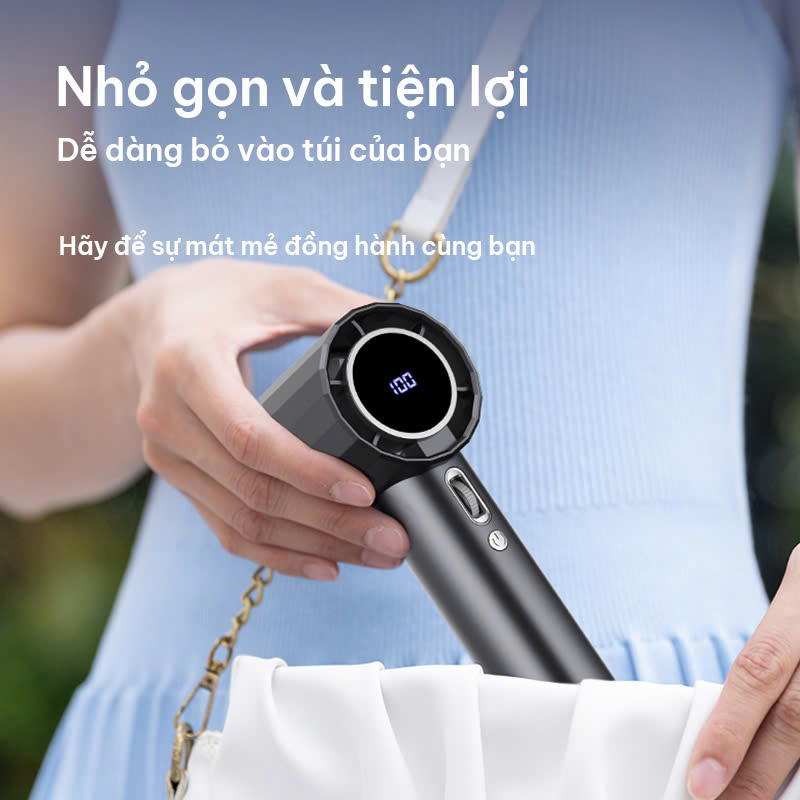 Nhỏ gọn và tiện lợi
Dễ dàng bỏ vào túi của bạn
Hãy để sự mát mẻ đồng hành cùng bạn
100